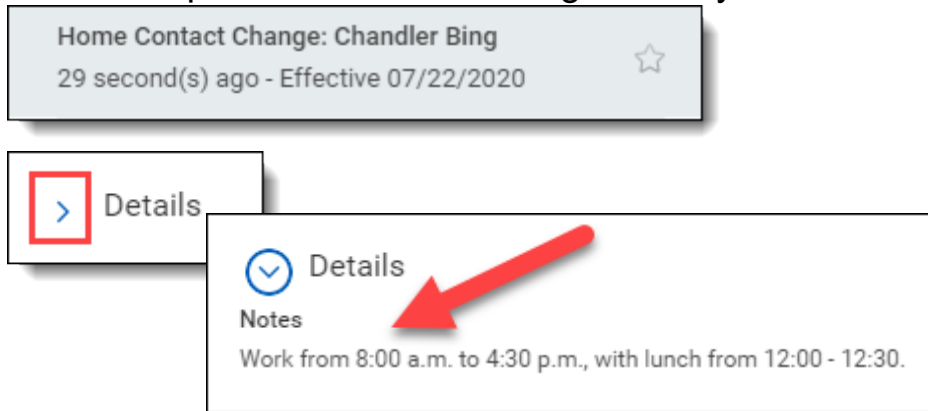 Home Contact Change: Chandler Bing
29 second(s) ago - Effective 07/22/2020
Details
Details
Notes
Work from 8:00 a.m. to 4:30 p.m., with lunch from 12:00 - 12:30.